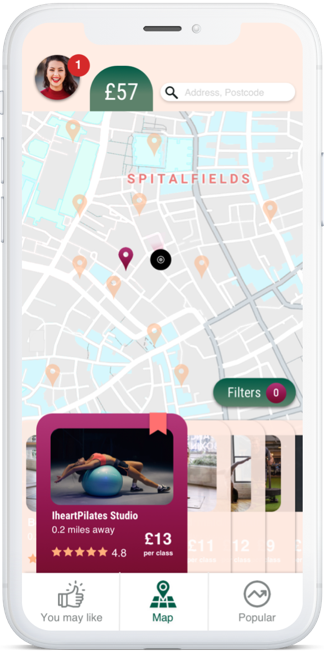 1
£57
Address, Postcode
SPITALFIELDS
Filters 0
IheartPilates Studio
0.2 miles away
4.8
£13
per class
£11
12
9
You may like
Map
Popular